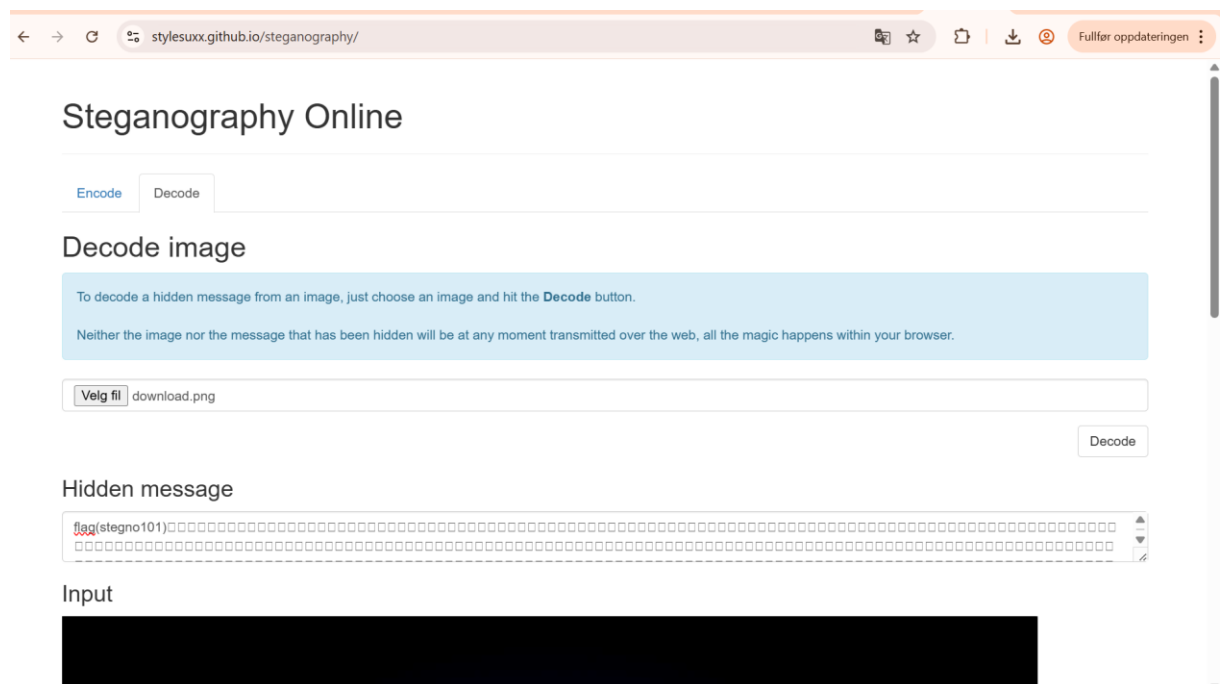 stylesuxx.github.io/steganography/
Fullfør oppdateringen
Steganography Online
Encode Decode
Decode image
To decode a hidden message from an image, just choose an image and hit the Decode button.
Neither the image nor the message that has been hidden will be at any moment transmitted over the web, all the magic happens within your browser.
Velg fil download.png
Decode
Hidden message
flag(stegno101)
Input